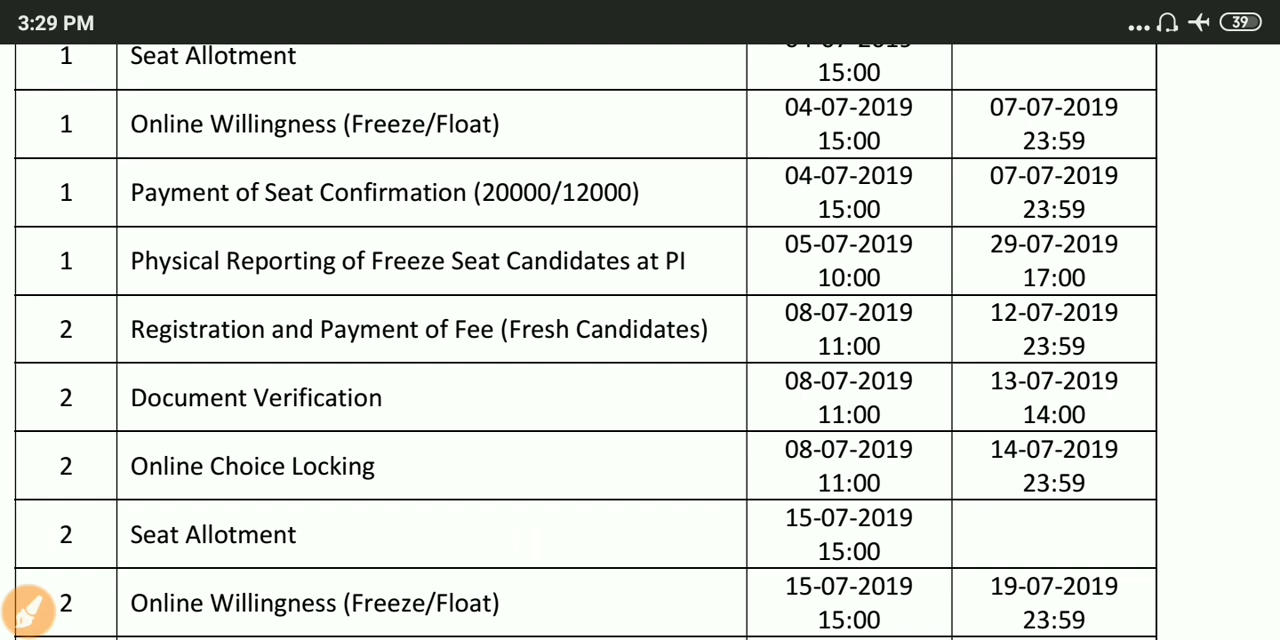 3:29 PM
39
1 Seat Allotment 04-07-2019 15:00
1 Online Willingness (Freeze/Float) 04-07-2019 15:00 07-07-2019 23:59
1 Payment of Seat Confirmation (20000/12000) 04-07-2019 15:00 07-07-2019 23:59
1 Physical Reporting of Freeze Seat Candidates at PI 05-07-2019 10:00 29-07-2019 17:00
2 Registration and Payment of Fee (Fresh Candidates) 08-07-2019 11:00 12-07-2019 23:59
2 Document Verification 08-07-2019 11:00 13-07-2019 14:00
2 Online Choice Locking 08-07-2019 11:00 14-07-2019 23:59
2 Seat Allotment 15-07-2019 15:00
2 Online Willingness (Freeze/Float) 15-07-2019 15:00 19-07-2019 23:59